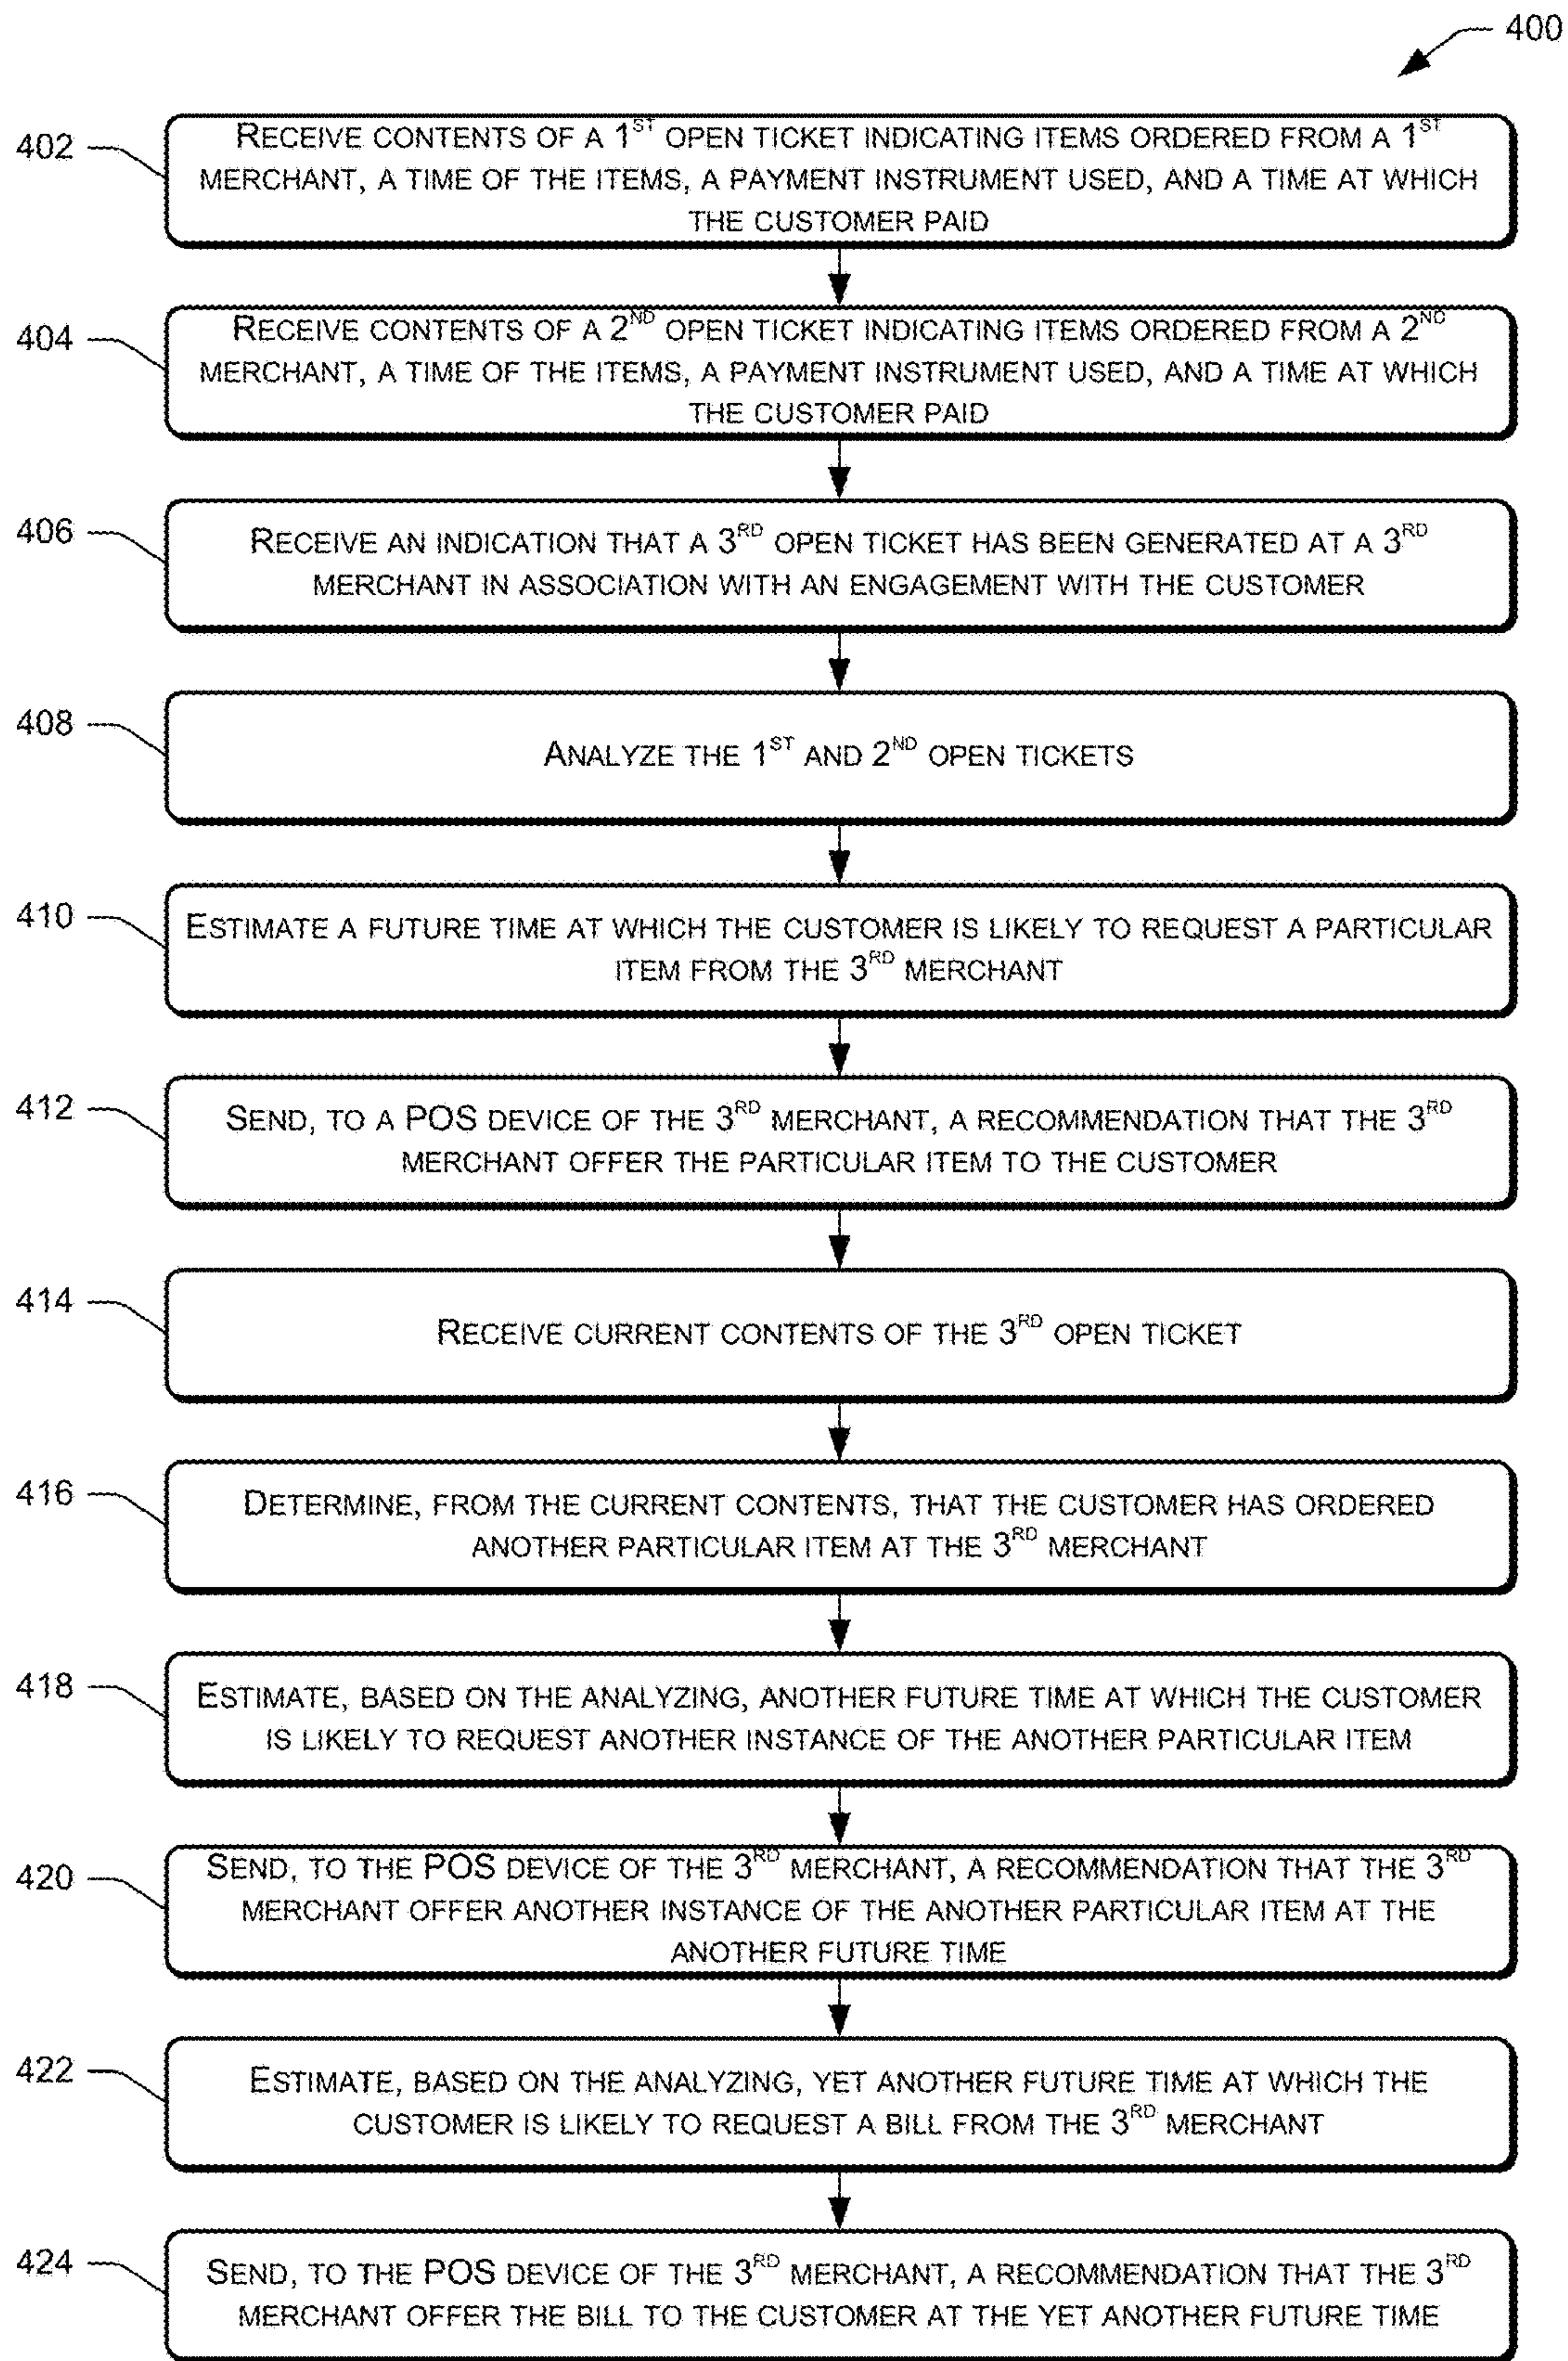 400
402
RECEIVE CONTENTS OF A 1ST OPEN TICKET INDICATING ITEMS ORDERED FROM A 1ST
MERCHANT, A TIME OF THE ITEMS, A PAYMENT INSTRUMENT USED, AND A TIME AT WHICH
THE CUSTOMER PAID
404
RECEIVE CONTENTS OF A 2ND OPEN TICKET INDICATING ITEMS ORDERED FROM A 2ND
MERCHANT, A TIME OF THE ITEMS, A PAYMENT INSTRUMENT USED, AND A TIME AT WHICH
THE CUSTOMER PAID
406
RECEIVE AN INDICATION THAT A 3RD OPEN TICKET HAS BEEN GENERATED AT A 3RD
MERCHANT IN ASSOCIATION WITH AN ENGAGEMENT WITH THE CUSTOMER
408
ANALYZE THE 1ST AND 2ND OPEN TICKETS
410
ESTIMATE A FUTURE TIME AT WHICH THE CUSTOMER IS LIKELY TO REQUEST A PARTICULAR
ITEM FROM THE 3RD MERCHANT
412
SEND, TO A POS DEVICE OF THE 3RD MERCHANT, A RECOMMENDATION THAT THE 3RD
MERCHANT OFFER THE PARTICULAR ITEM TO THE CUSTOMER
414
RECEIVE CURRENT CONTENTS OF THE 3RD OPEN TICKET
416
DETERMINE, FROM THE CURRENT CONTENTS, THAT THE CUSTOMER HAS ORDERED
ANOTHER PARTICULAR ITEM AT THE 3RD MERCHANT
418
ESTIMATE, BASED ON THE ANALYZING, ANOTHER FUTURE TIME AT WHICH THE CUSTOMER
IS LIKELY TO REQUEST ANOTHER INSTANCE OF THE ANOTHER PARTICULAR ITEM
420
SEND, TO THE POS DEVICE OF THE 3RD MERCHANT, A RECOMMENDATION THAT THE 3RD
MERCHANT OFFER ANOTHER INSTANCE OF THE ANOTHER PARTICULAR ITEM AT THE
ANOTHER FUTURE TIME
422
ESTIMATE, BASED ON THE ANALYZING, YET ANOTHER FUTURE TIME AT WHICH THE
CUSTOMER IS LIKELY TO REQUEST A BILL FROM THE 3RD MERCHANT
424
SEND, TO THE POS DEVICE OF THE 3RD MERCHANT, A RECOMMENDATION THAT THE 3RD
MERCHANT OFFER THE BILL TO THE CUSTOMER AT THE YET ANOTHER FUTURE TIME